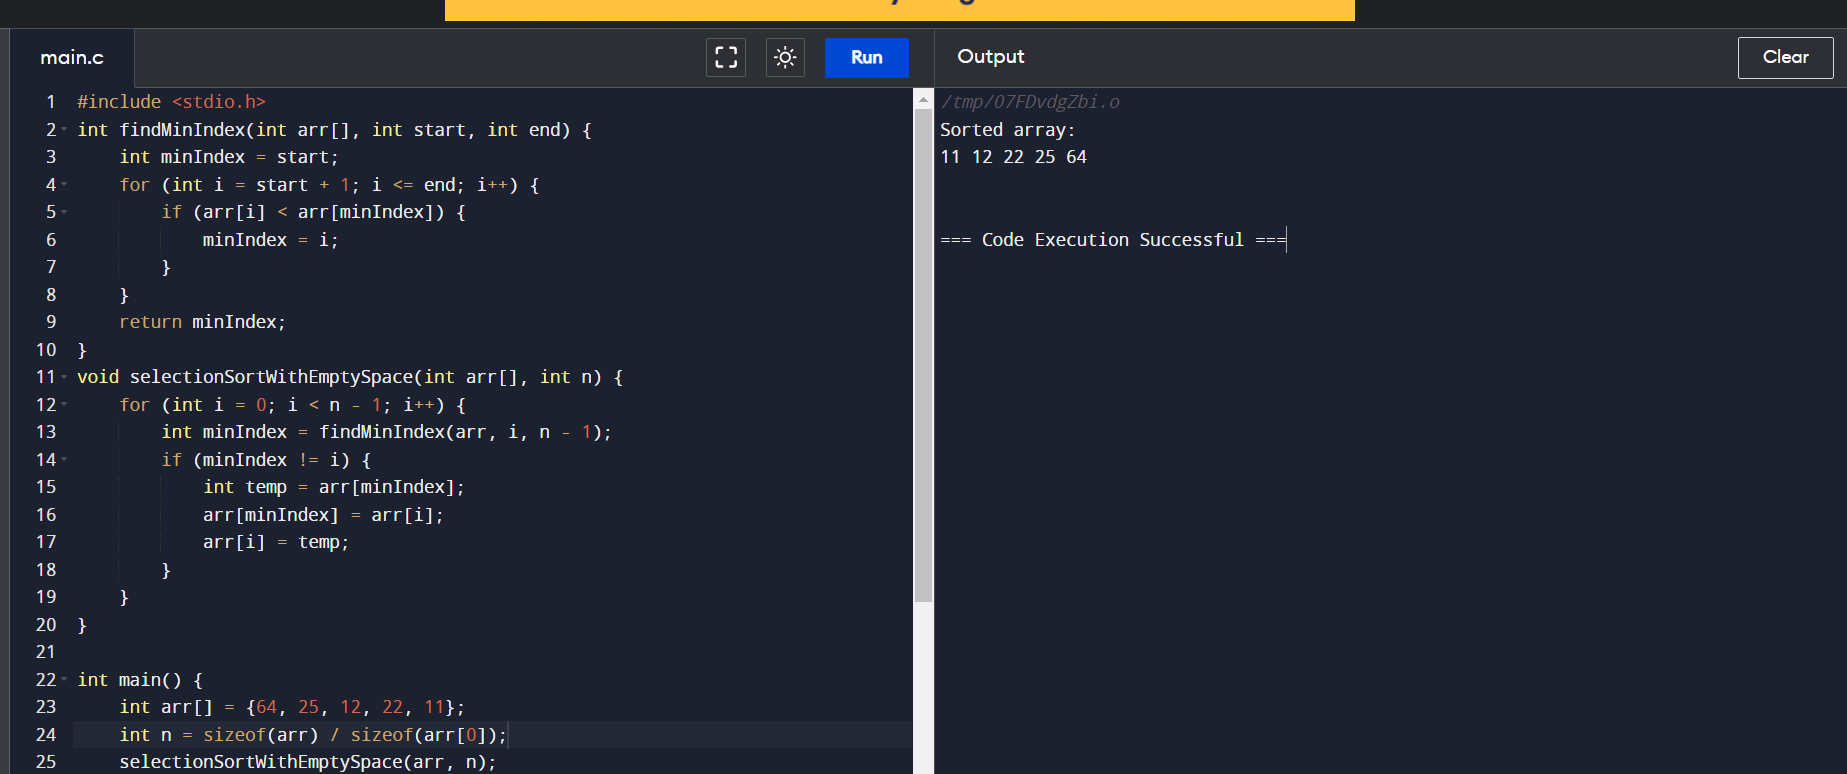 main.c
Run
Output
Clear
1 #include <stdio.h>
2 int findMinIndex(int arr[], int start, int end) {
3     int minIndex = start;
4     for (int i = start + 1; i <= end; i++) {
5         if (arr[i] < arr[minIndex]) {
6             minIndex = i;
7         }
8     }
9     return minIndex;
10 }
11 void selectionSortWithEmptySpace(int arr[], int n) {
12     for (int i = 0; i < n - 1; i++) {
13         int minIndex = findMinIndex(arr, i, n - 1);
14         if (minIndex != i) {
15             int temp = arr[minIndex];
16             arr[minIndex] = arr[i];
17             arr[i] = temp;
18         }
19     }
20 }
21
22 int main() {
23     int arr[] = {64, 25, 12, 22, 11};
24     int n = sizeof(arr) / sizeof(arr[0]);
25     selectionSortWithEmptySpace(arr, n);
/tmp/O7FDvdgZbi.o
Sorted array:
11 12 22 25 64
=== Code Execution Successful ===